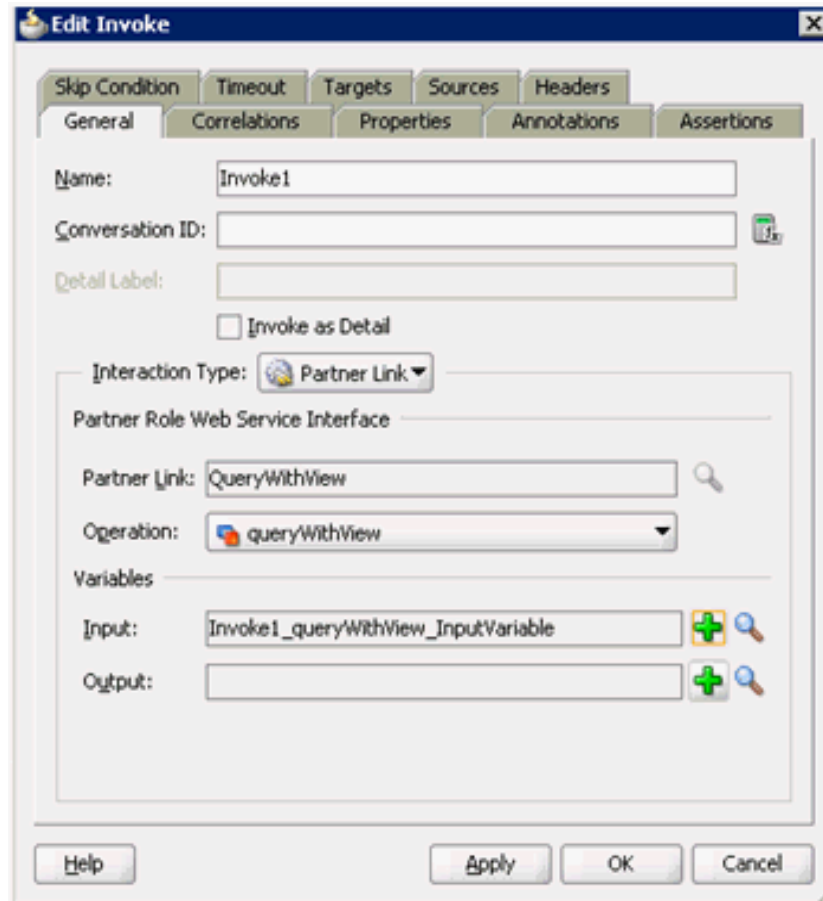 Edit Invoke
Skip Condition Timeout Targets Sources Headers
General Correlations Properties Annotations Assertions
Name: Invoke1
Conversation ID:
Detail Label:
Invoke as Detail
Interaction Type: Partner Link
Partner Role Web Service Interface
Partner Link: QueryWithView
Operation: queryWithView
Variables
Input: Invoke1_queryWithView_InputVariable
Output:
Help Apply OK Cancel